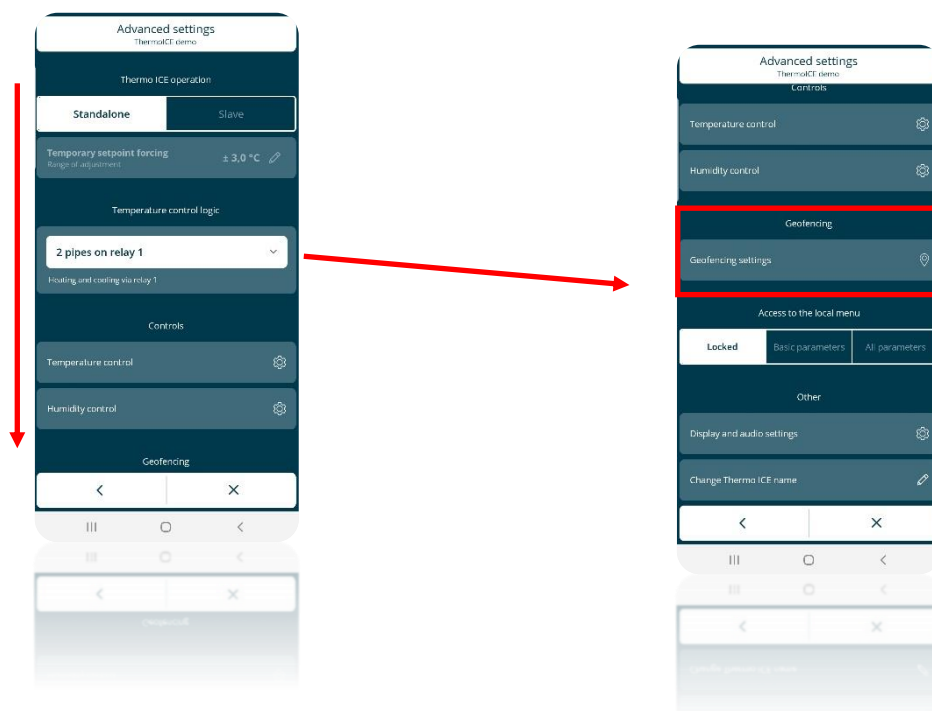 Advanced settings
ThermoICE demo
Thermo ICE operation
Standalone
Slave
Temporary setpoint forcing
Range of adjustment
± 3,0 °C
Temperature control logic
2 pipes on relay 1
Heating and cooling via relay 1
Controls
Temperature control
Humidity control
Geofencing
Advanced settings
ThermoICE demo
Controls
Temperature control
Humidity control
Geofencing
Geofencing settings
Access to the local menu
Locked
Basic parameters
All parameters
Other
Display and audio settings
Change Thermo ICE name